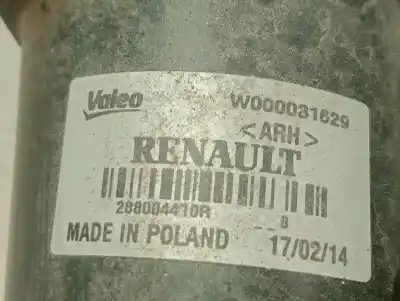 Valeo W000031629
<ARH>
RENAULT
288004410R
B
MADE IN POLAND 17/02/14